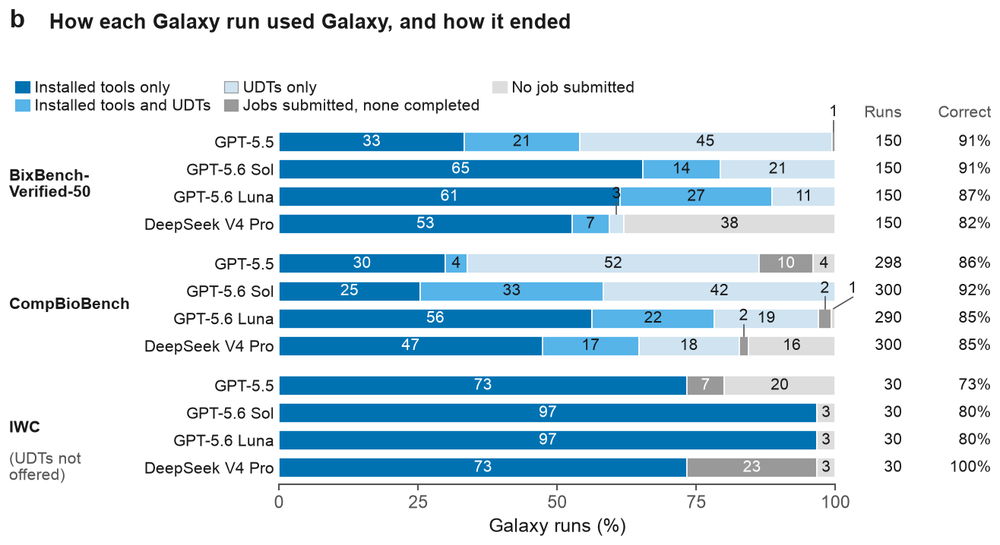 b How each Galaxy run used Galaxy, and how it ended
Installed tools only UDTs only No job submitted
Installed tools and UDTs Jobs submitted, none completed
Runs Correct
1
BixBench-
Verified-50
GPT-5.5 33 21 45 150 91%
GPT-5.6 Sol 65 14 21 150 91%
GPT-5.6 Luna 61 27 11 150 87%
3
DeepSeek V4 Pro 53 7 38 150 82%
CompBioBench
GPT-5.5 30 4 52 10 4 298 86%
GPT-5.6 Sol 25 33 42 300 92%
2 1
GPT-5.6 Luna 56 22 19 290 85%
2
DeepSeek V4 Pro 47 17 18 16 300 85%
IWC
(UDTs not
offered)
GPT-5.5 73 7 20 30 73%
GPT-5.6 Sol 97 3 30 80%
GPT-5.6 Luna 97 3 30 80%
DeepSeek V4 Pro 73 23 3 30 100%
0 25 50 75 100
Galaxy runs (%)